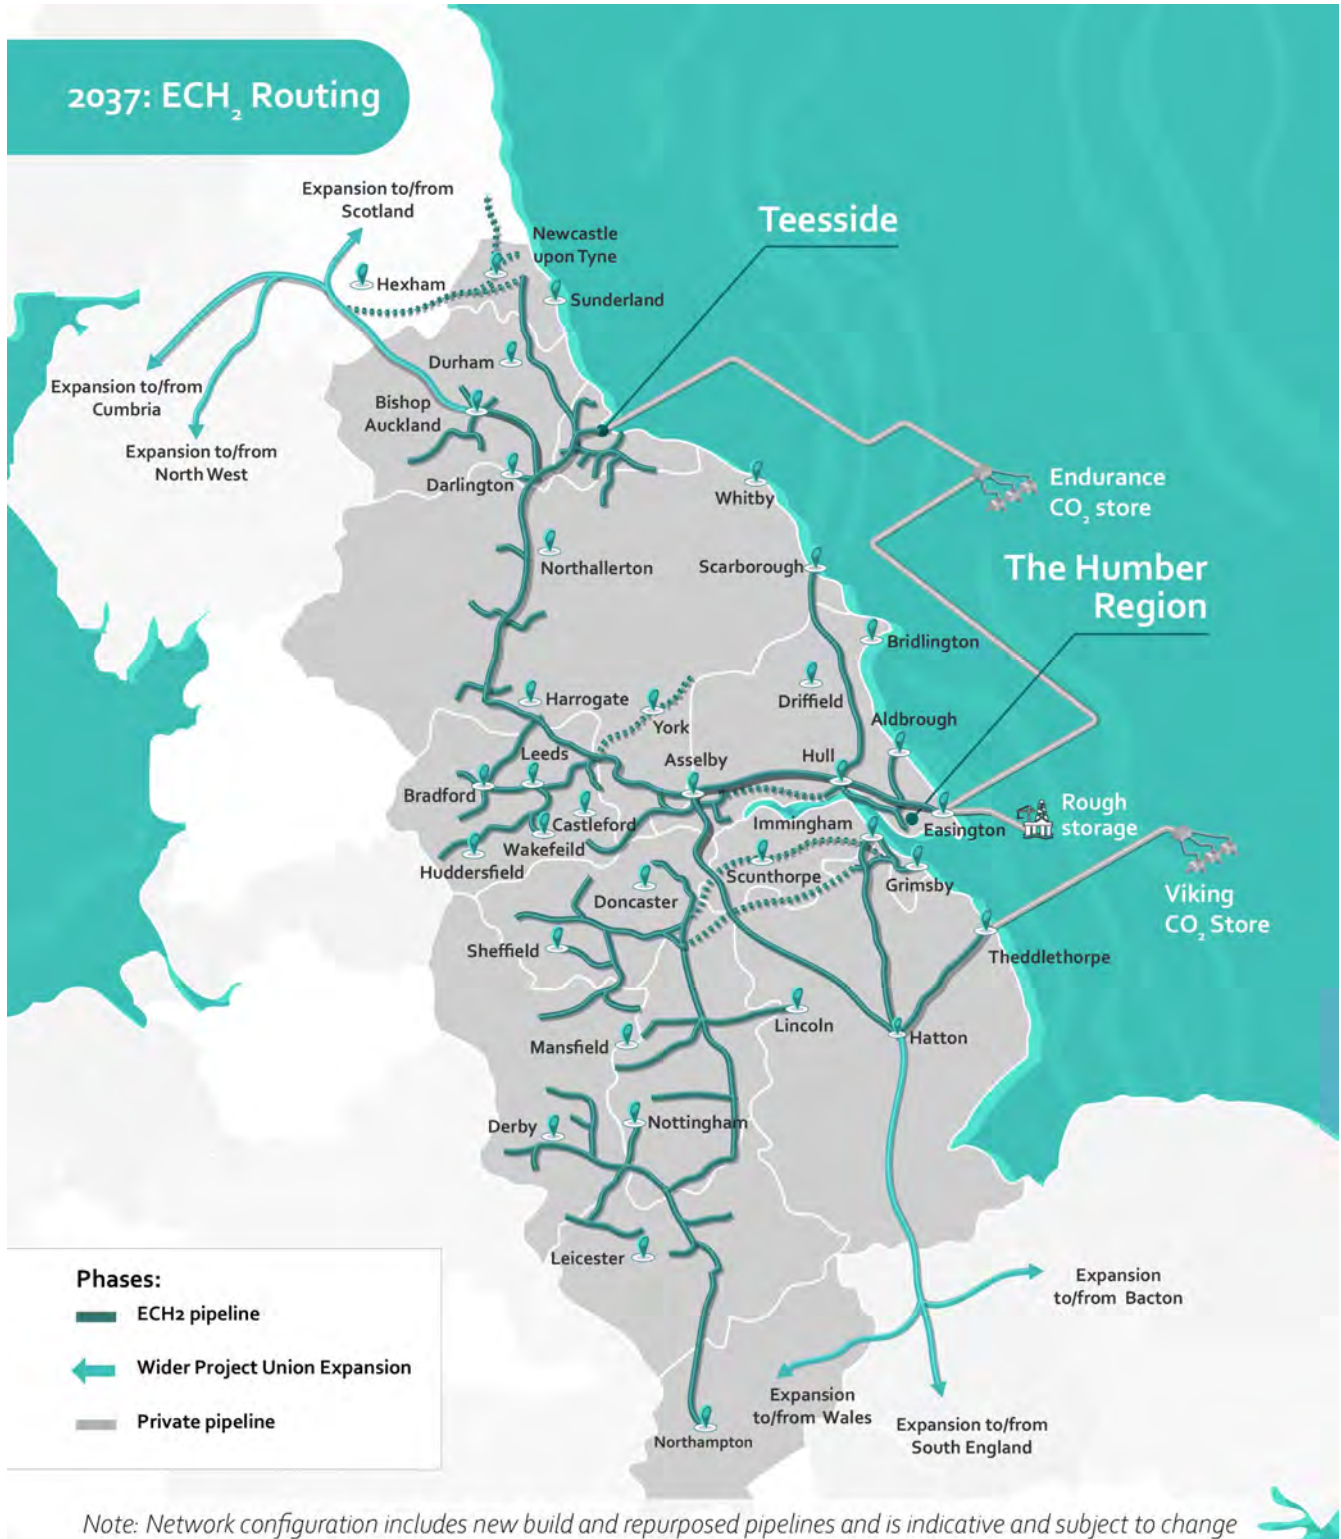 2037: ECH₂ Routing
Expansion to/from
Scotland
Newcastle
upon Tyne
Teesside
Hexham
Sunderland
Durham
Expansion to/from
Cumbria
Bishop
Auckland
Expansion to/from
North West
Darlington
Whitby
Endurance
CO₂ store
Northallerton
Scarborough
The Humber
Region
Bridlington
Harrogate
York
Driffield
Aldbrough
Leeds
Asselby
Hull
Bradford
Castleford
Wakefeild
Huddersfield
Immingham
Easington
Rough
storage
Scunthorpe
Grimsby
Doncaster
Viking
CO₂ Store
Sheffield
Theddlethorpe
Lincoln
Mansfield
Hatton
Derby
Nottingham
Leicester
Phases:
ECH2 pipeline
Wider Project Union Expansion
Private pipeline
Expansion
to/from Bacton
Expansion
to/from Wales
Expansion to/from
South England
Northampton
Note: Network configuration includes new build and repurposed pipelines and is indicative and subject to change